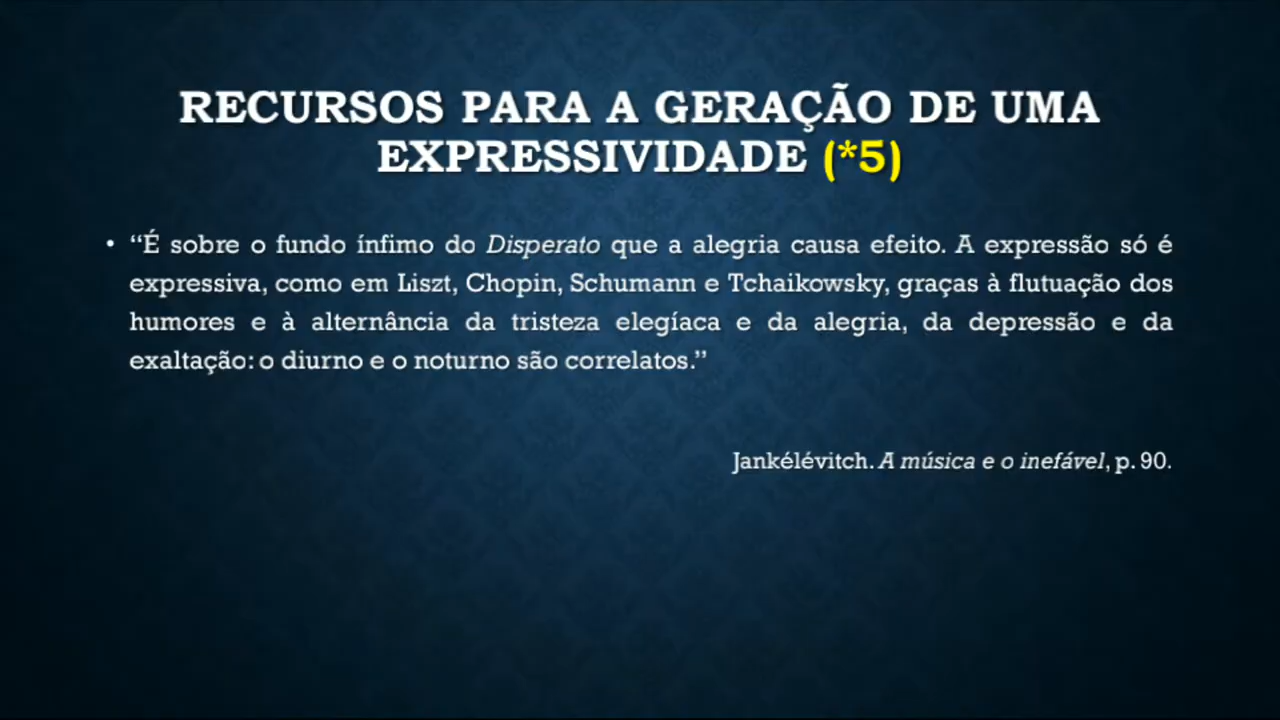 RECURSOS PARA A GERAÇÃO DE UMA
EXPRESSIVIDADE (*5)
• “É sobre o fundo ínfimo do Disperato que a alegria causa efeito. A expressão só é
expressiva, como em Liszt, Chopin, Schumann e Tchaikowsky, graças à flutuação dos
humores e à alternância da tristeza elegíaca e da alegria, da depressão e da
exaltação: o diurno e o noturno são correlatos.”
Jankélévitch. A música e o inefável, p. 90.